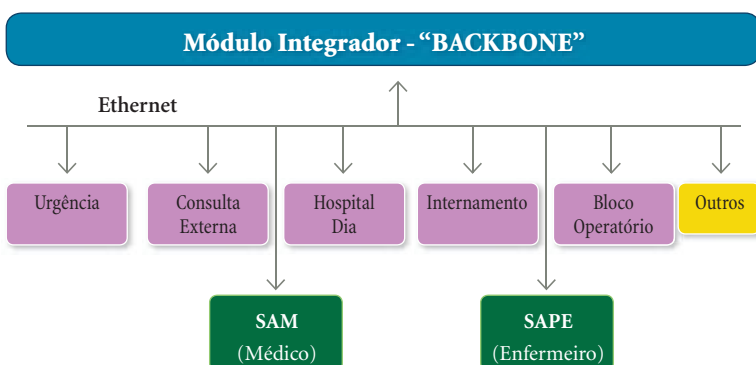 Módulo Integrador - “BACKBONE”
Ethernet
Urgência
Consulta
Externa
Hospital
Dia
Internamento
Bloco
Operatório
Outros
SAM
(Médico)
SAPE
(Enfermeiro)